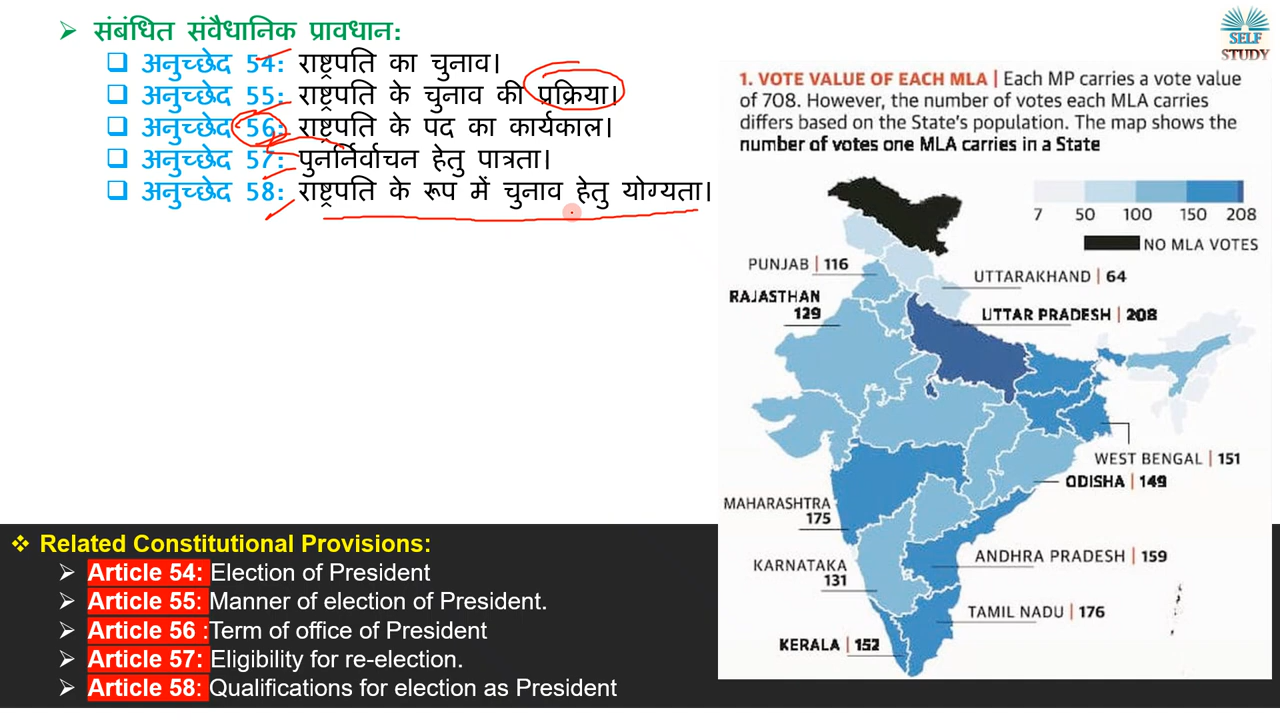 ➢ संबंधित संवैधानिक प्रावधान:
❑ अनुच्छेद 54: राष्ट्रपति का चुनाव।
❑ अनुच्छेद 55: राष्ट्रपति के चुनाव की प्रक्रिया।
❑ अनुच्छेद 56: राष्ट्रपति के पद का कार्यकाल।
❑ अनुच्छेद 57: पुनर्निर्वाचन हेतु पात्रता।
❑ अनुच्छेद 58: राष्ट्रपति के रूप में चुनाव हेतु योग्यता।
SELF
STUDY
1. VOTE VALUE OF EACH MLA | Each MP carries a vote value
of 708. However, the number of votes each MLA carries
differs based on the State's population. The map shows the
number of votes one MLA carries in a State
7 50 100 150 208
NO MLA VOTES
PUNJAB | 116
UTTARAKHAND | 64
RAJASTHAN
129
UTTAR PRADESH | 208
WEST BENGAL | 151
ODISHA | 149
MAHARASHTRA
175
ANDHRA PRADESH | 159
KARNATAKA
131
TAMIL NADU | 176
KERALA | 152
❖ Related Constitutional Provisions:
➢ Article 54: Election of President
➢ Article 55: Manner of election of President.
➢ Article 56 :Term of office of President
➢ Article 57: Eligibility for re-election.
➢ Article 58: Qualifications for election as President